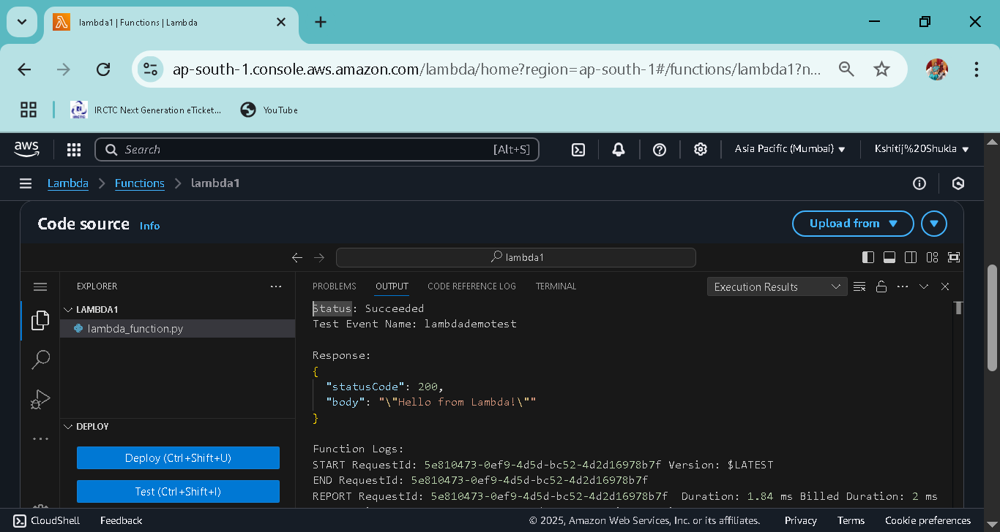 lambda1 | Functions | Lambda
ap-south-1.console.aws.amazon.com/lambda/home?region=ap-south-1#/functions/lambda1?n...
IRCTC Next Generation eTicket...
YouTube
aws
Search
[Alt+S]
Asia Pacific (Mumbai)
Kshitij%20Shukla
Lambda
Functions
lambda1
Code source
Info
Upload from
lambda1
EXPLORER
LAMBDA1
lambda_function.py
DEPLOY
Deploy (Ctrl+Shift+U)
Test (Ctrl+Shift+I)
PROBLEMS
OUTPUT
CODE REFERENCE LOG
TERMINAL
Execution Results
Status: Succeeded
Test Event Name: lambdademotest
Response:
{
"statusCode": 200,
"body": "\"Hello from Lambda!\""
}
Function Logs:
START RequestId: 5e810473-0ef9-4d5d-bc52-4d2d16978b7f Version: $LATEST
END RequestId: 5e810473-0ef9-4d5d-bc52-4d2d16978b7f
REPORT RequestId: 5e810473-0ef9-4d5d-bc52-4d2d16978b7f Duration: 1.84 ms Billed Duration: 2 ms
CloudShell
Feedback
© 2025, Amazon Web Services, Inc. or its affiliates.
Privacy
Terms
Cookie preferences